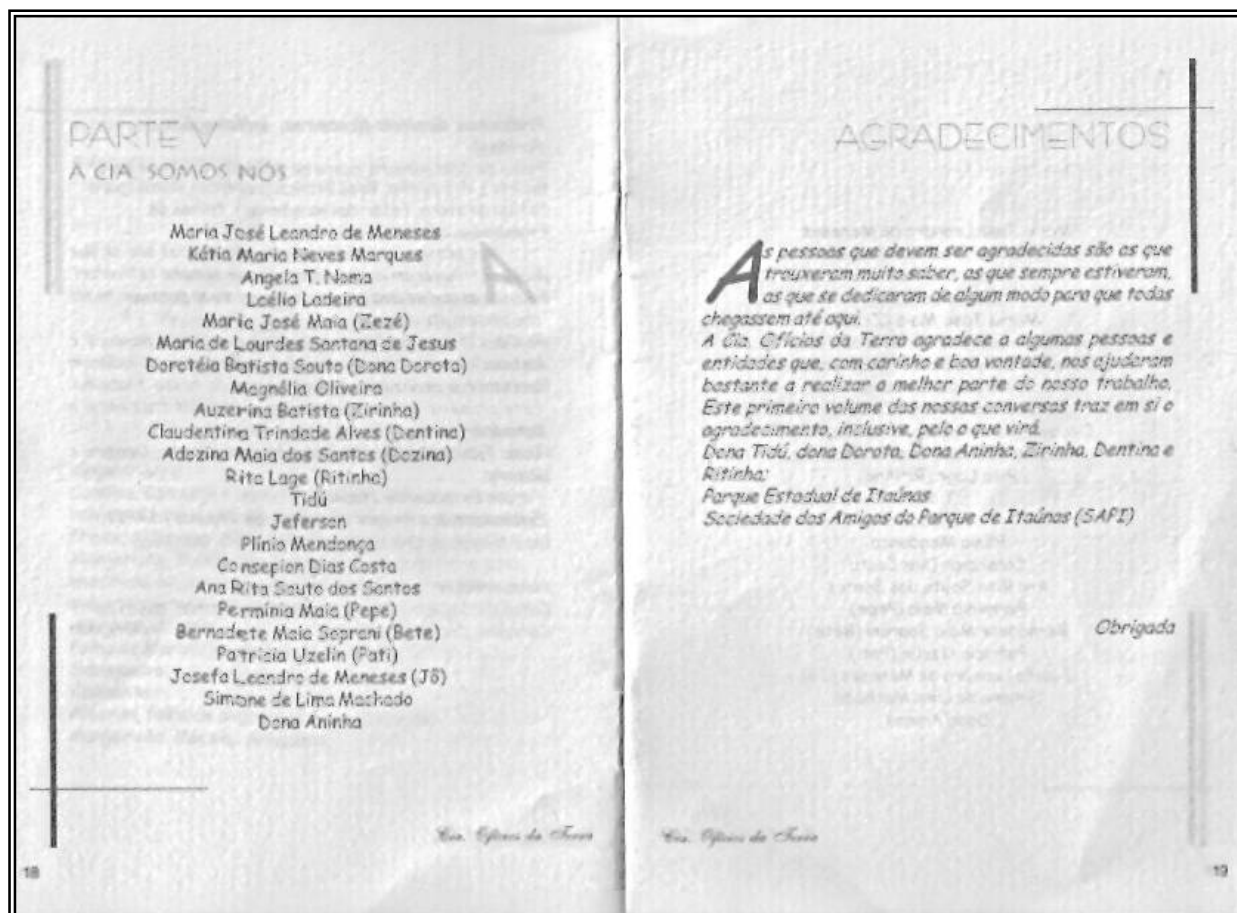 PARTE V
A CIA SOMOS NÓS
Maria José Leandro de Meneses
Kátia Maria Neves Marques
Angela T. Noma
Loélio Ladeira
Maria José Maia (Zezé)
Maria de Lourdes Santana de Jesus
Dorotéia Batista Souto (Dona Dorota)
Magnélia Oliveira
Auzerina Batista (Zirinha)
Claudentina Trindade Alves (Dentina)
Adozina Maia dos Santos (Dozina)
Rita Lage (Ritinha)
Tidú
Jeferson
Plínio Mendonça
Consepion Dias Costa
Ana Rita Souto dos Santos
Permínia Maia (Pepe)
Bernadete Maia Soprani (Bete)
Patrícia Uzelin (Pati)
Josefa Leandro de Meneses (Jô)
Simone de Lima Machado
Dona Aninha
Cia. Ofícios da Terra
18
AGRADECIMENTOS
As pessoas que devem ser agradecidas são as que
trouxeram muito saber, as que sempre estiveram,
as que se dedicaram de algum modo para que todas
chegassem até aqui.
A Cia. Ofícios da Terra agradece a algumas pessoas e
entidades que, com carinho e boa vontade, nos ajudaram
bastante a realizar a melhor parte do nosso trabalho.
Este primeiro volume das nossas conversas traz em si o
agradecimento, inclusive, pelo o que virá.
Dona Tidú, dona Dorota, Dona Aninha, Zirinha, Dentina e
Ritinha;
Parque Estadual de Itaúnas
Sociedade dos Amigos do Parque de Itaúnas (SAPI)
Obrigada
Cia. Ofícios da Terra
19